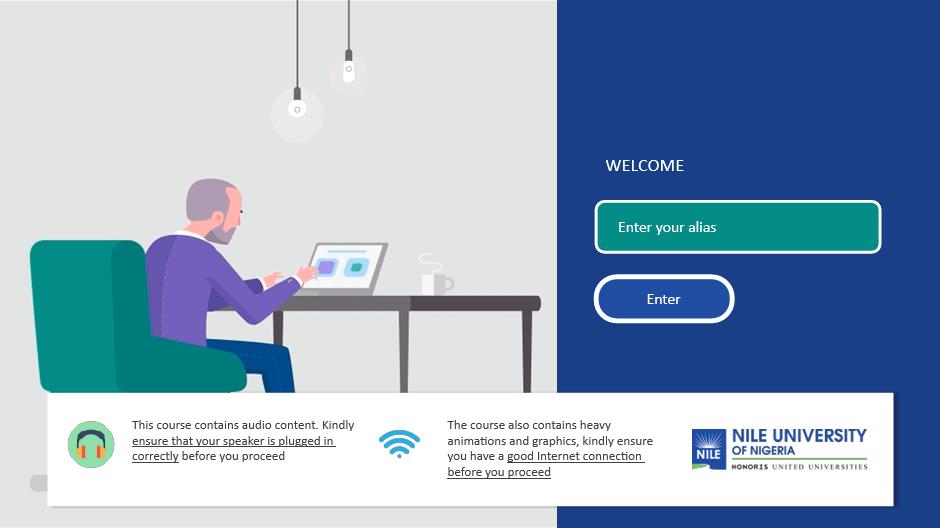 WELCOME
Enter your alias
Enter
This course contains audio content. Kindly
ensure that your speaker is plugged in
correctly before you proceed
The course also contains heavy
animations and graphics, kindly ensure
you have a good Internet connection
before you proceed
NILE
NILE UNIVERSITY
OF NIGERIA
HONORIS UNITED UNIVERSITIES